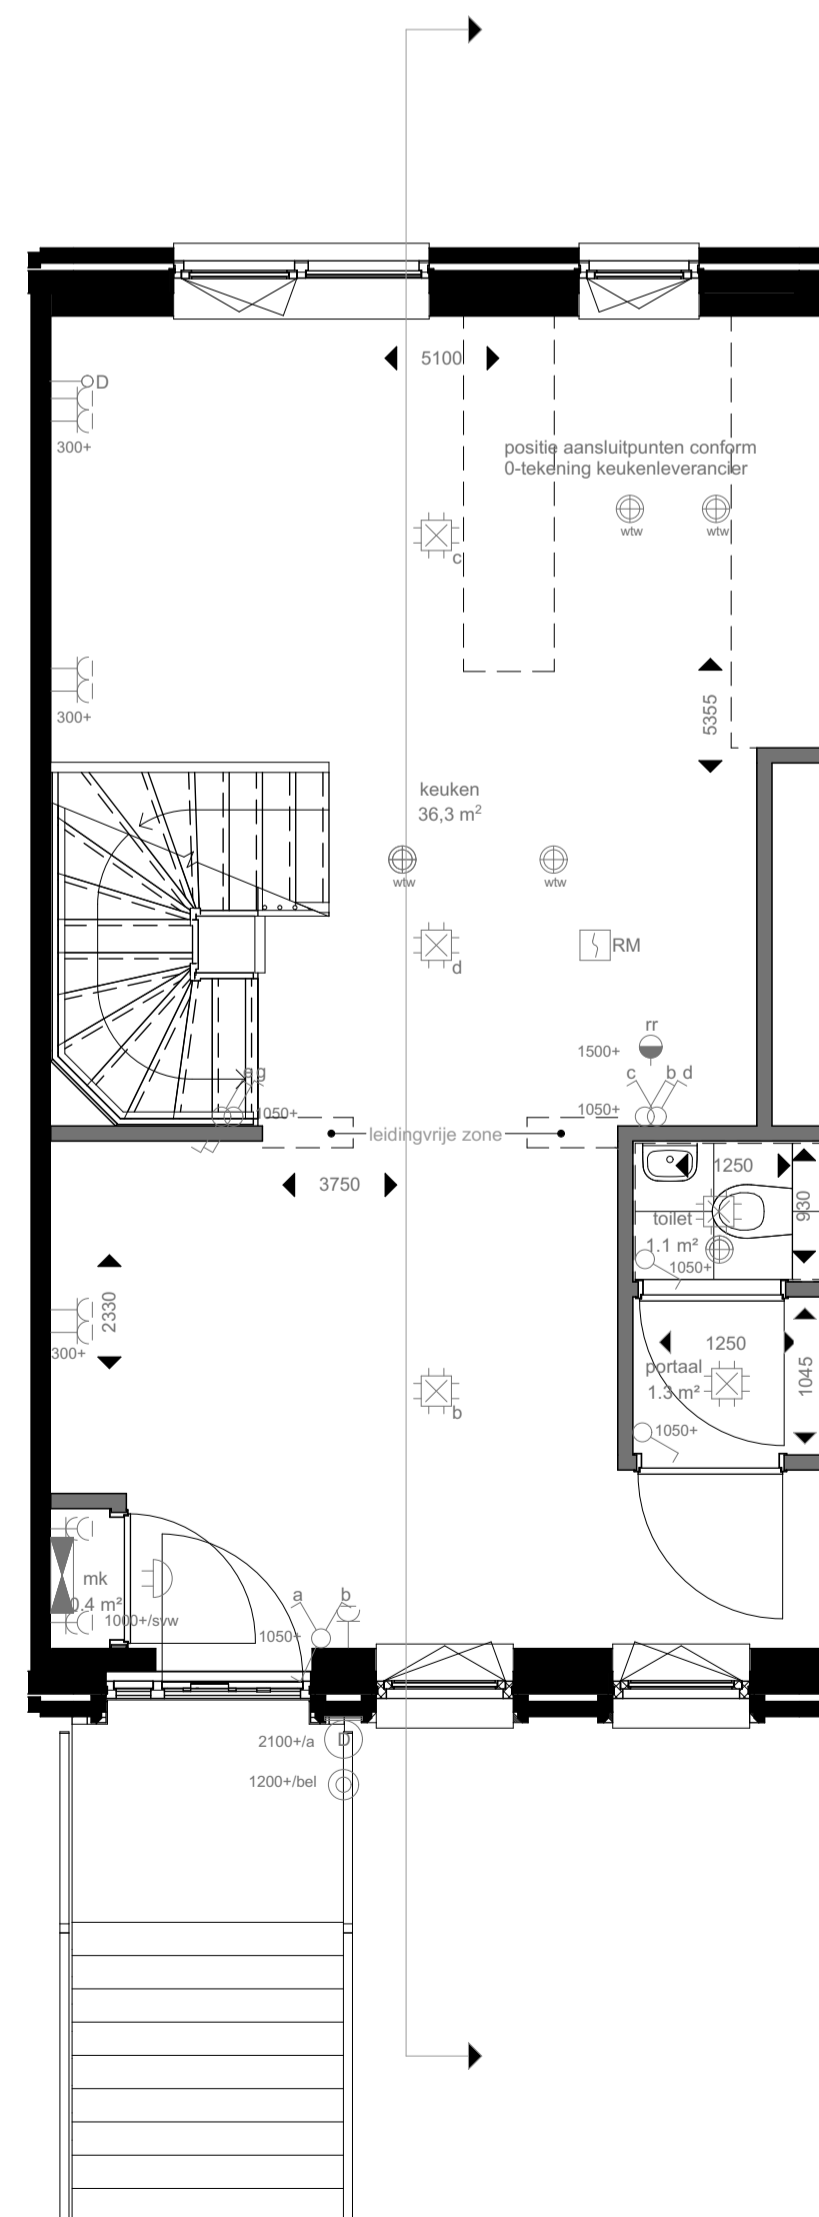 5100
D
300+
positie aansluitpunten conform
0-tekening keukenleverancier
wtw
wtw
c
300+
5355
keuken
36,3 m²
wtw
wtw
d
RM
rr
1500+
c
b
d
g
1050+
1050+
leidingvrije zone
3750
1250
930
toilet
1.1 m²
1050+
2330
300+
1250
portaal
1.3 m²
1045
b
1050+
mk
0.4 m²
1000+/svw
a
b
1050+
2100+/a
D
1200+/bel